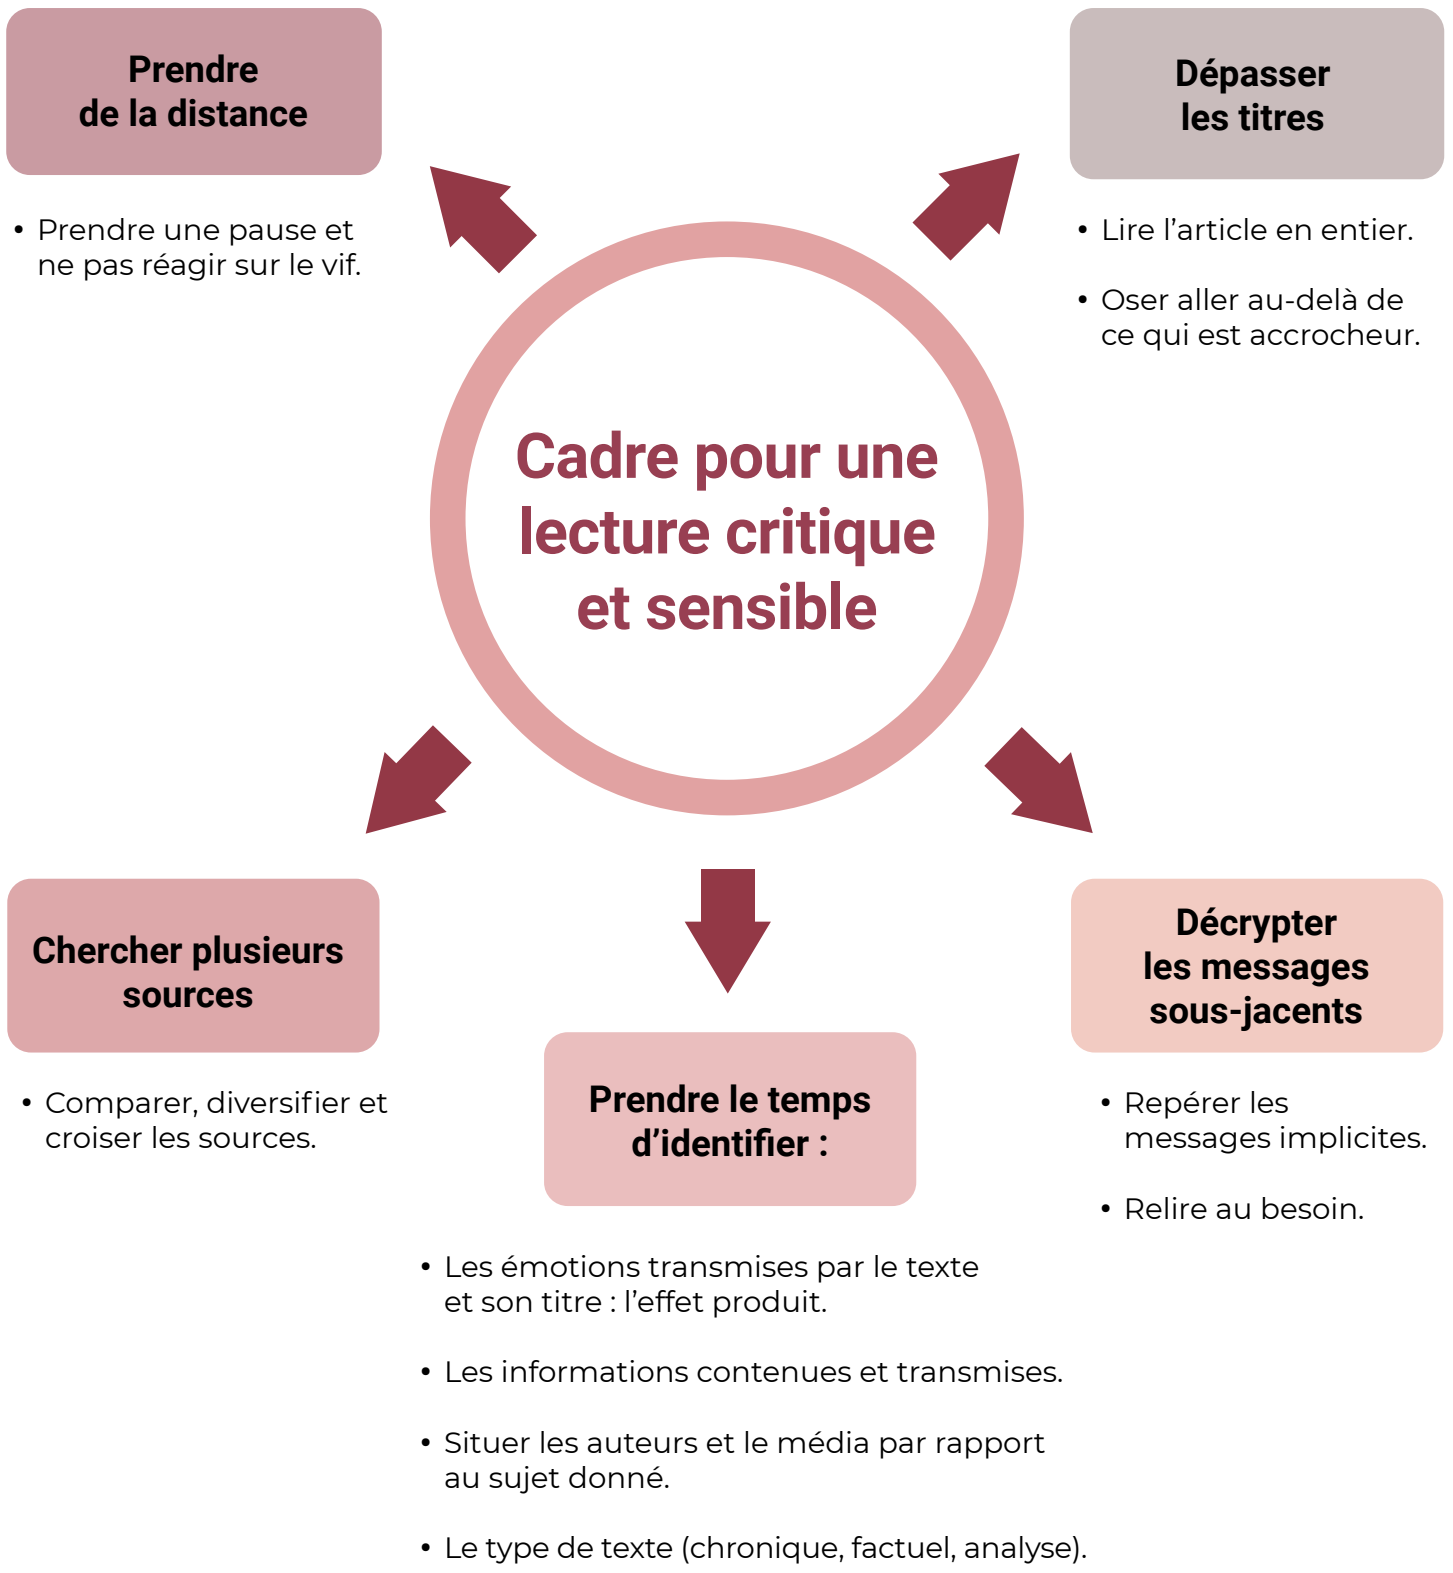 Prendre
de la distance
• Prendre une pause et
ne pas réagir sur le vif.
Dépasser
les titres
• Lire l’article en entier.
• Oser aller au-delà de
ce qui est accrocheur.
Cadre pour une
lecture critique
et sensible
Chercher plusieurs
sources
• Comparer, diversifier et
croiser les sources.
Prendre le temps
d’identifier :
• Les émotions transmises par le texte
et son titre : l’effet produit.
• Les informations contenues et transmises.
• Situer les auteurs et le média par rapport
au sujet donné.
• Le type de texte (chronique, factuel, analyse).
Décrypter
les messages
sous-jacents
• Repérer les
messages implicites.
• Relire au besoin.